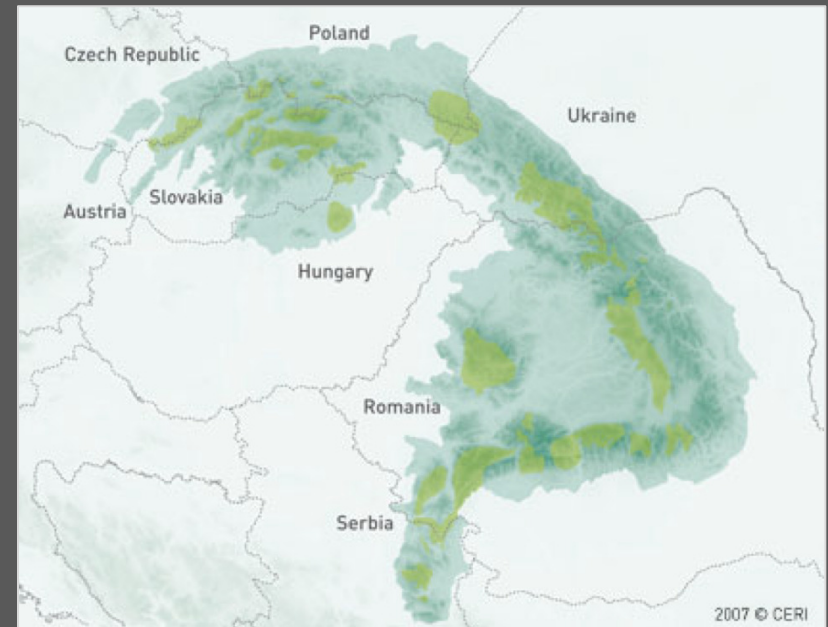 Poland
Czech Republic
Ukraine
Slovakia
Austria
Hungary
Romania
Serbia
2007 © CERI